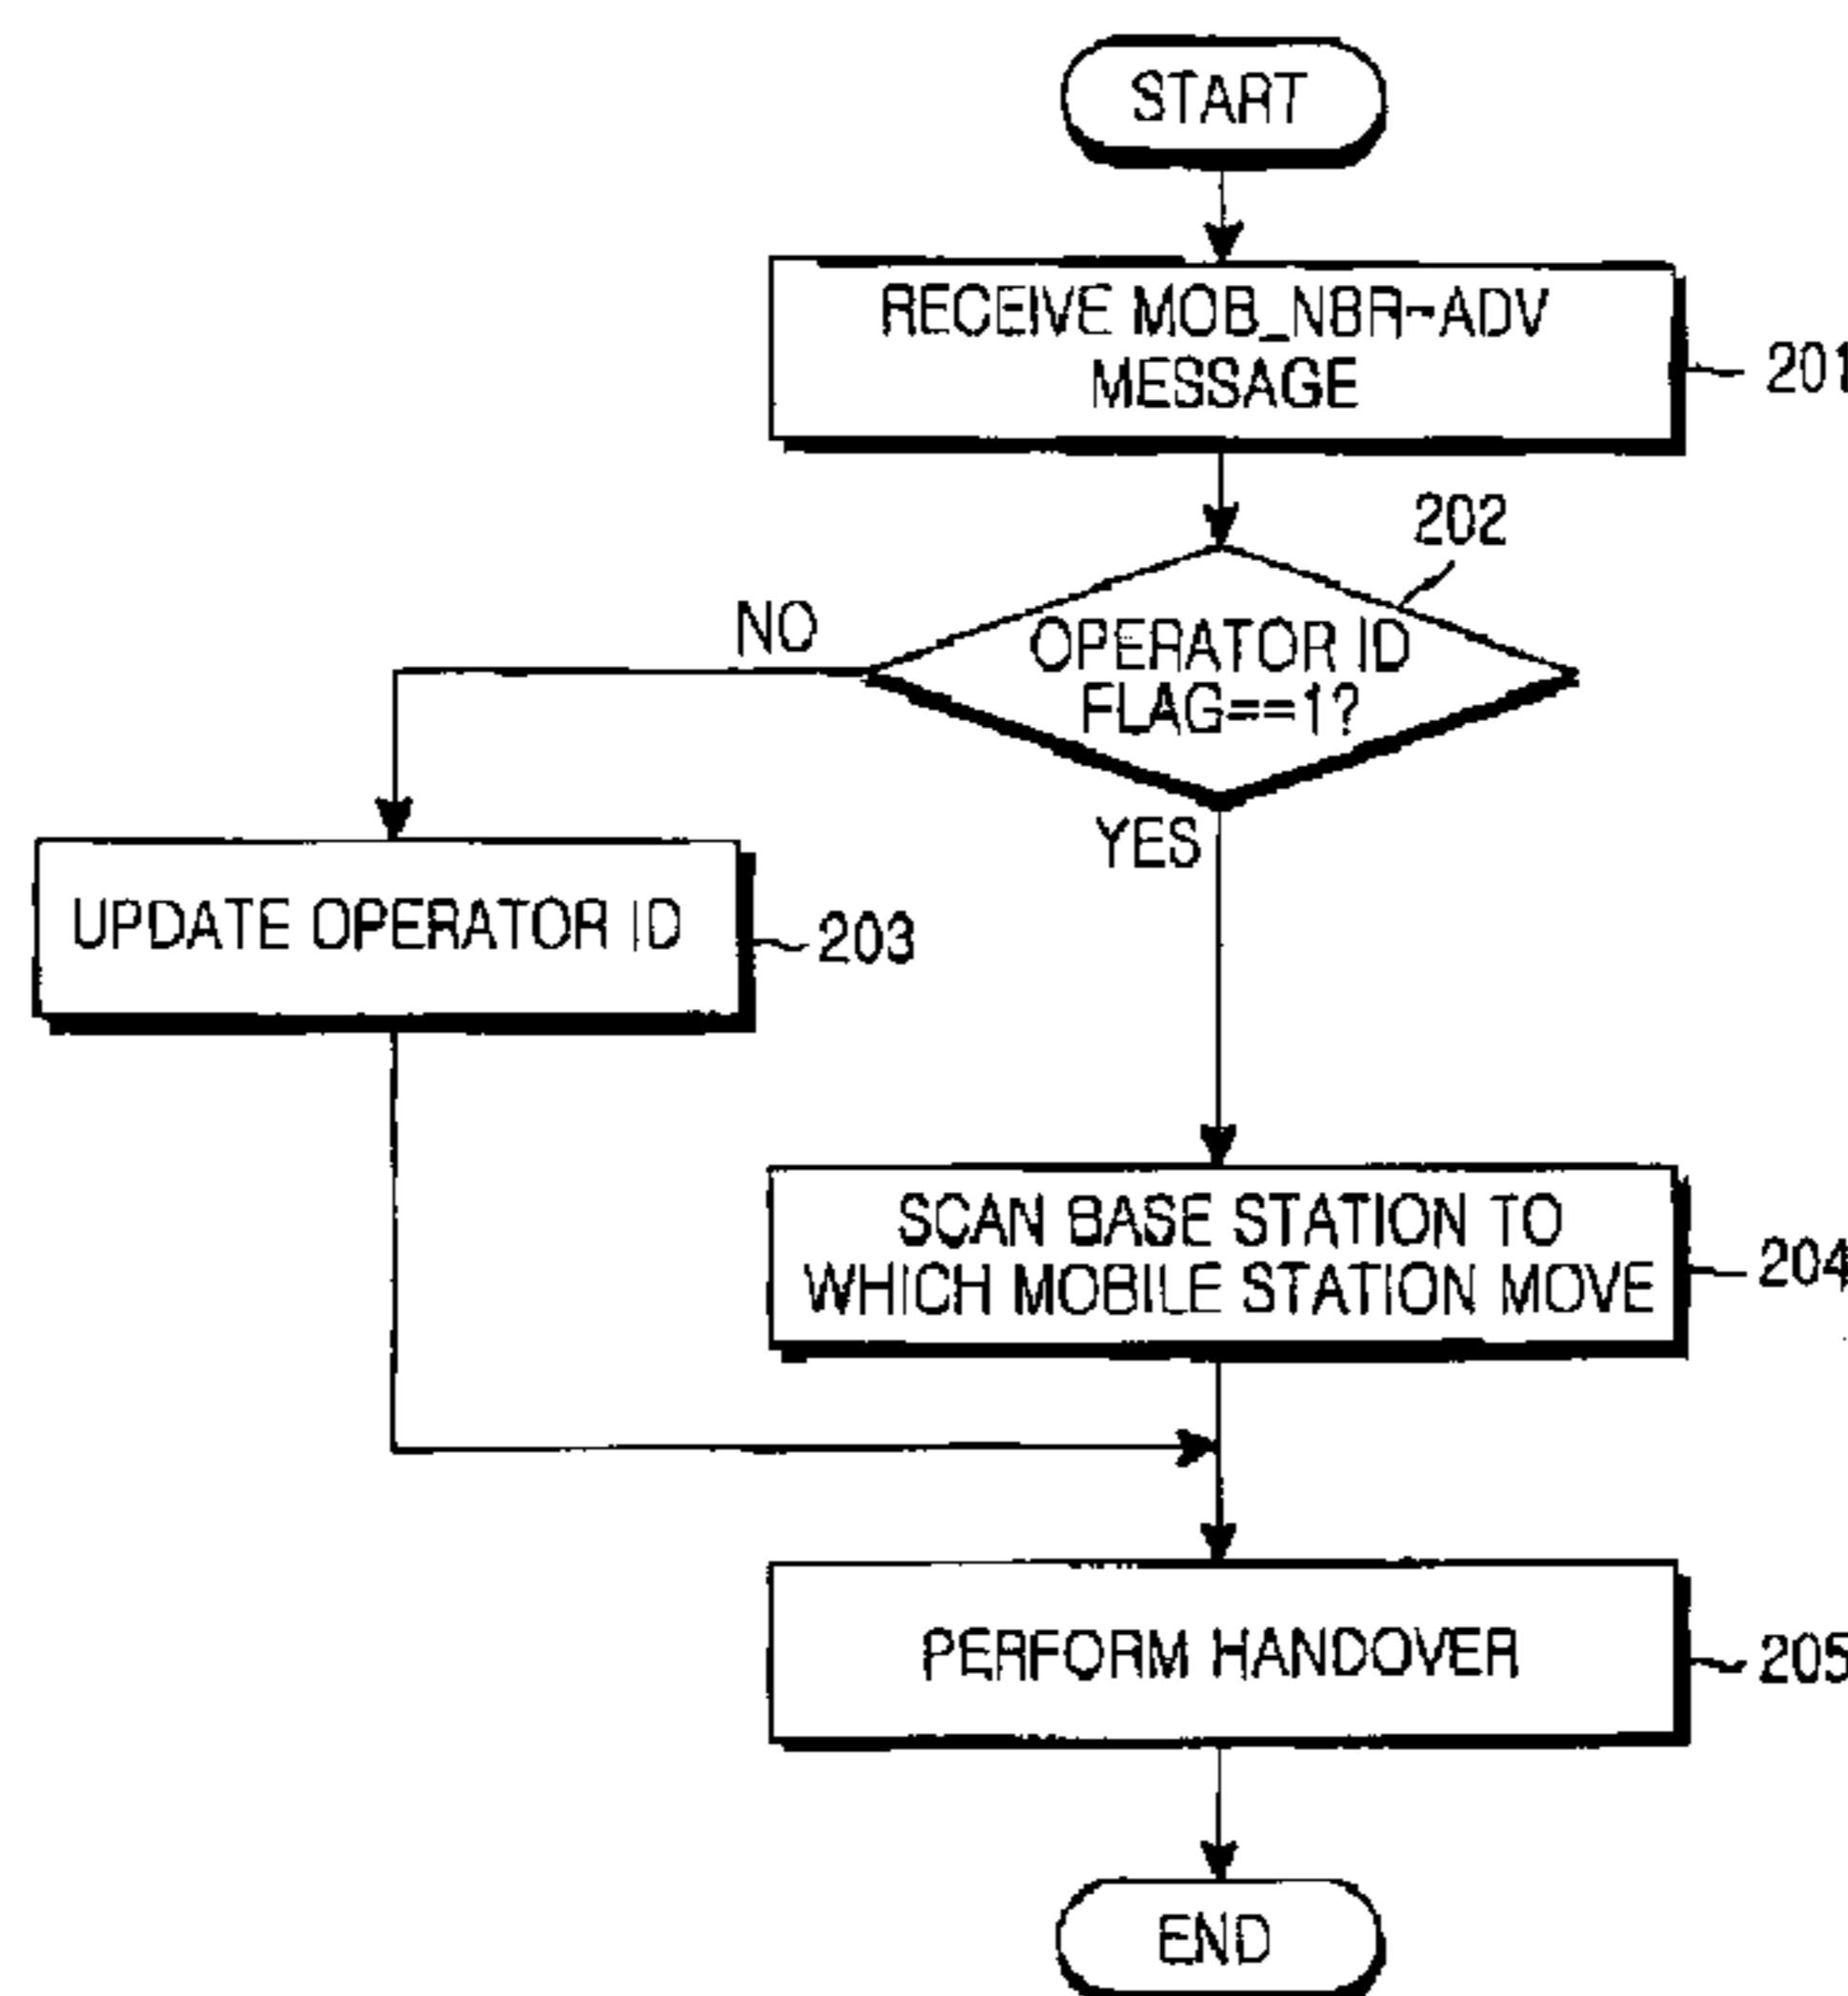 START
RECEIVE MOB_NBR-ADV
MESSAGE
201
202
OPERATOR ID
FLAG==1?
NO
YES
UPDATE OPERATOR ID
203
SCAN BASE STATION TO
WHICH MOBILE STATION MOVE
204
PERFORM HANDOVER
205
END